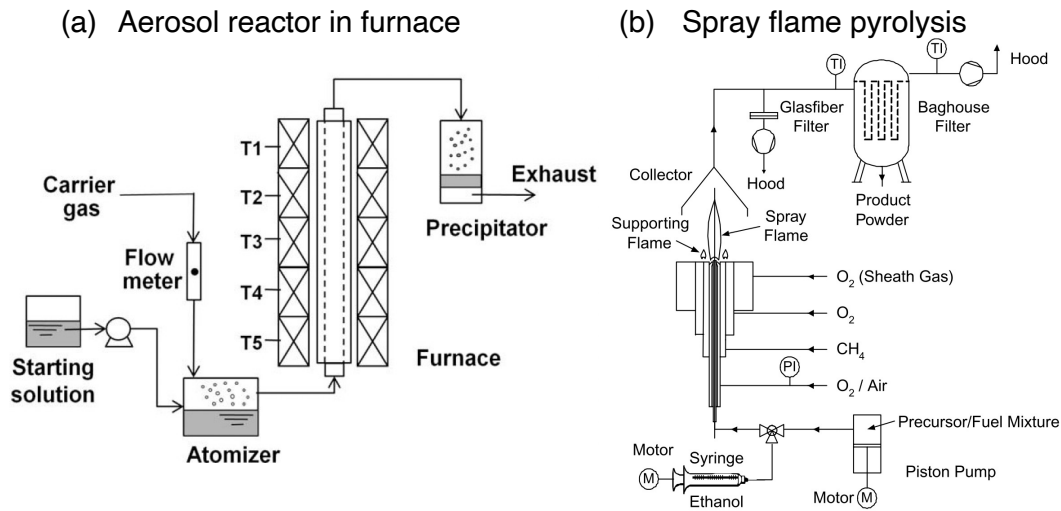 (a) Aerosol reactor in furnace
Carrier
gas
Flow
meter
Starting
solution
Atomizer
T1
T2
T3
T4
T5
Furnace
Exhaust
Precipitator
(b) Spray flame pyrolysis
TI
TI
Hood
Glasfiber
Filter
Baghouse
Filter
Hood
Product
Powder
Collector
Supporting
Flame
Spray
Flame
O₂ (Sheath Gas)
O₂
CH₄
PI
O₂ / Air
Precursor/Fuel Mixture
Motor
M
Syringe
Ethanol
Piston Pump
Motor
M